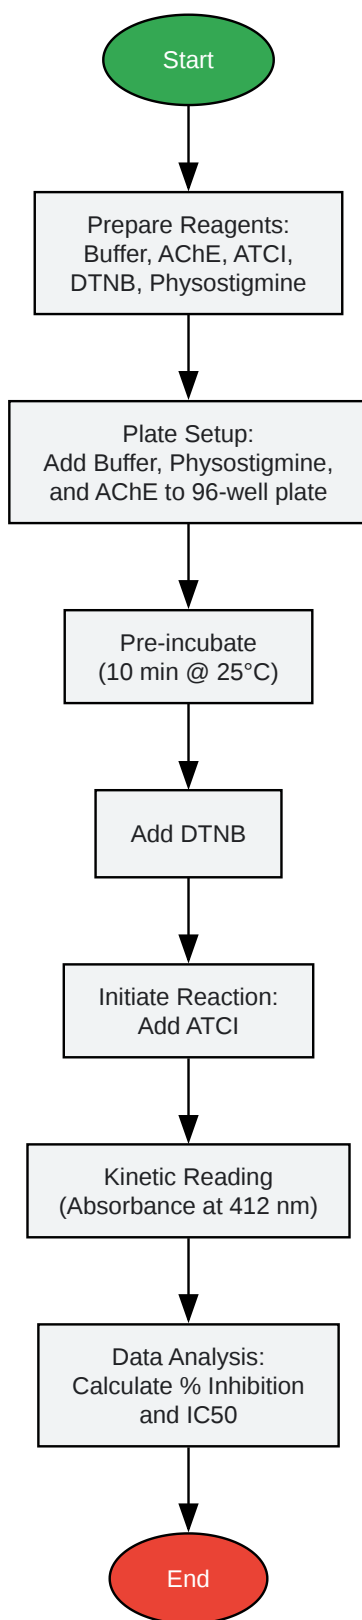 Start
Prepare Reagents:
Buffer, AChE, ATCI,
DTNB, Physostigmine
Plate Setup:
Add Buffer, Physostigmine,
and AChE to 96-well plate
Pre-incubate
(10 min @ 25°C)
Add DTNB
Initiate Reaction:
Add ATCI
Kinetic Reading
(Absorbance at 412 nm)
Data Analysis:
Calculate % Inhibition
and IC50
End